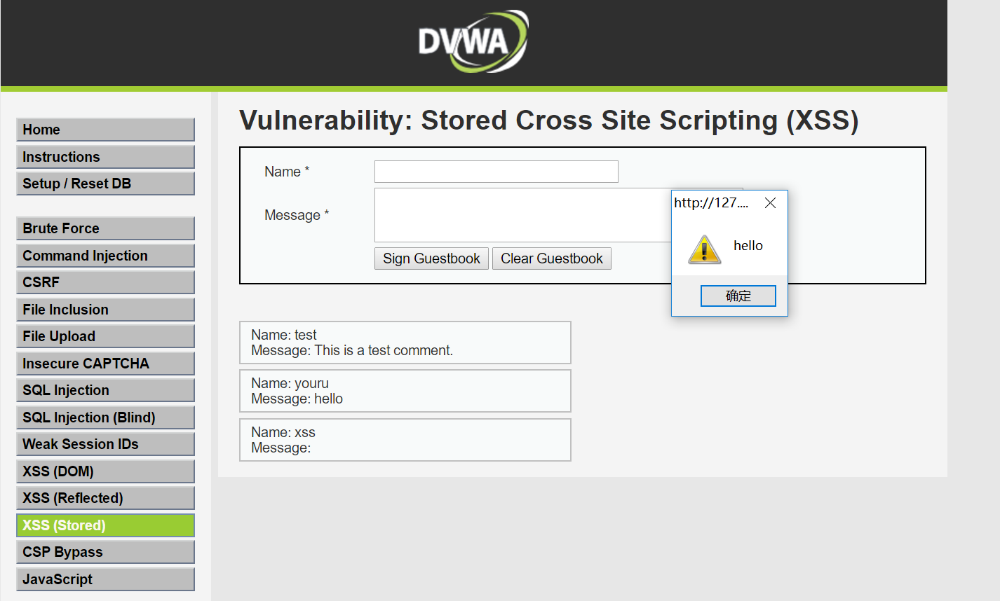 DVWA
Home
Instructions
Setup / Reset DB
Brute Force
Command Injection
CSRF
File Inclusion
File Upload
Insecure CAPTCHA
SQL Injection
SQL Injection (Blind)
Weak Session IDs
XSS (DOM)
XSS (Reflected)
XSS (Stored)
CSP Bypass
JavaScript
Vulnerability: Stored Cross Site Scripting (XSS)
Name *
Message *
Sign Guestbook Clear Guestbook
http://127....
hello
确定
Name: test
Message: This is a test comment.
Name: youru
Message: hello
Name: xss
Message: